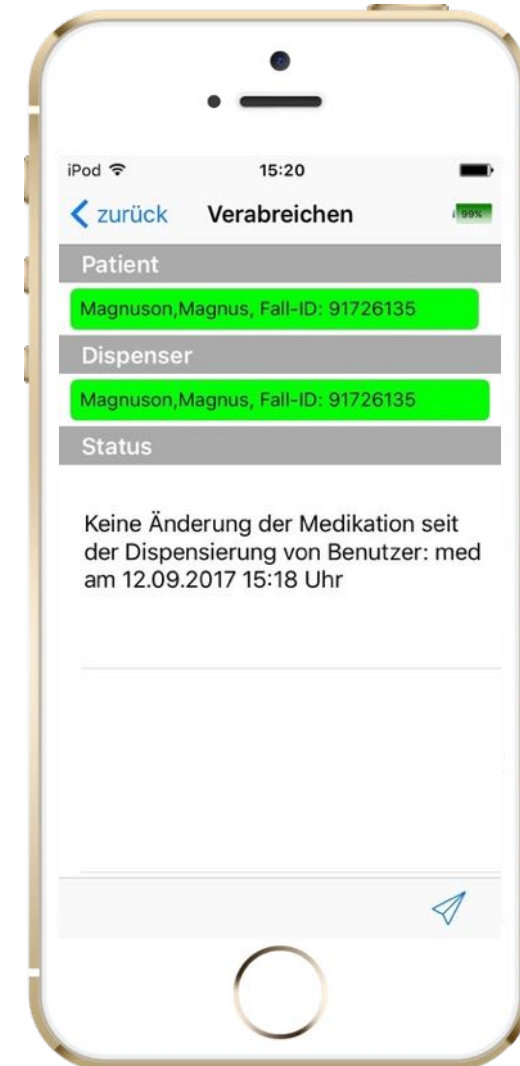 iPod 15:20
zurück Verabreichen 99%
Patient
Magnuson,Magnus, Fall-ID: 91726135
Dispenser
Magnuson,Magnus, Fall-ID: 91726135
Status
Keine Änderung der Medikation seit
der Dispensierung von Benutzer: med
am 12.09.2017 15:18 Uhr